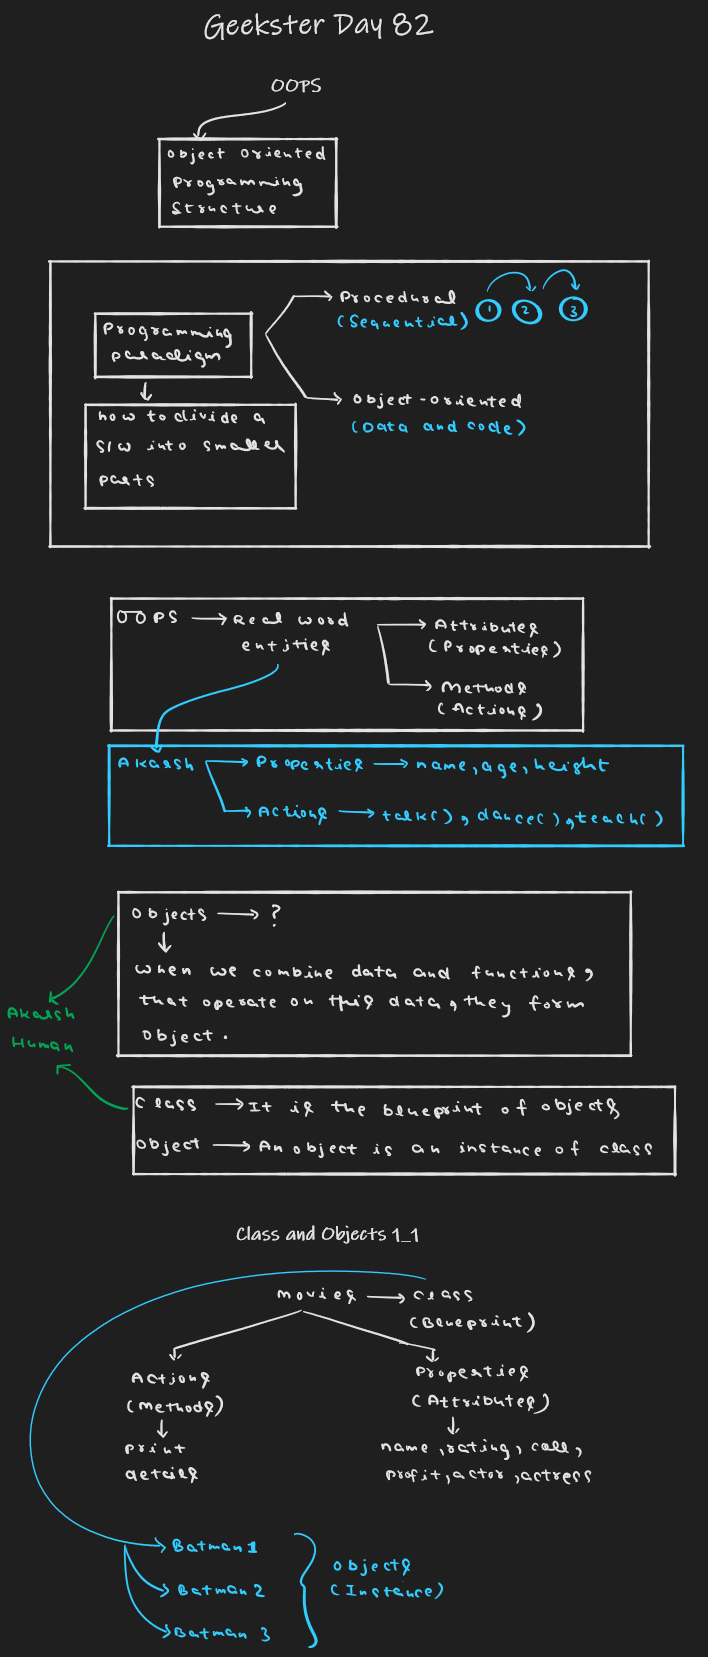 Geekster Day 82
OOPS
Object oriented
Programming
Structure
Programming
paradigm
how to divide a
S/W into smaller
parts
Procedural
(Sequential)
1 2 3
Object-oriented
(Data and code)
OOPS
Real word
entities
Attributes
(Properties)
Methods
(Actions)
Akarsh
Properties
name, age, height
Actions
talk(), dance(), teach()
Objects
?
When we combine data and functions,
that operate on this data, they form
object.
Akarsh
Human
Class It is the blueprint of objects
Object An object is an instance of class
Class and Objects 1_1
movies
class
(Blueprint)
Actions
(methods)
print
details
Properties
(Attributes)
name, rating,
profit, actor, actress
Batman 1
Batman 2
Batman 3
objects
(Instance)